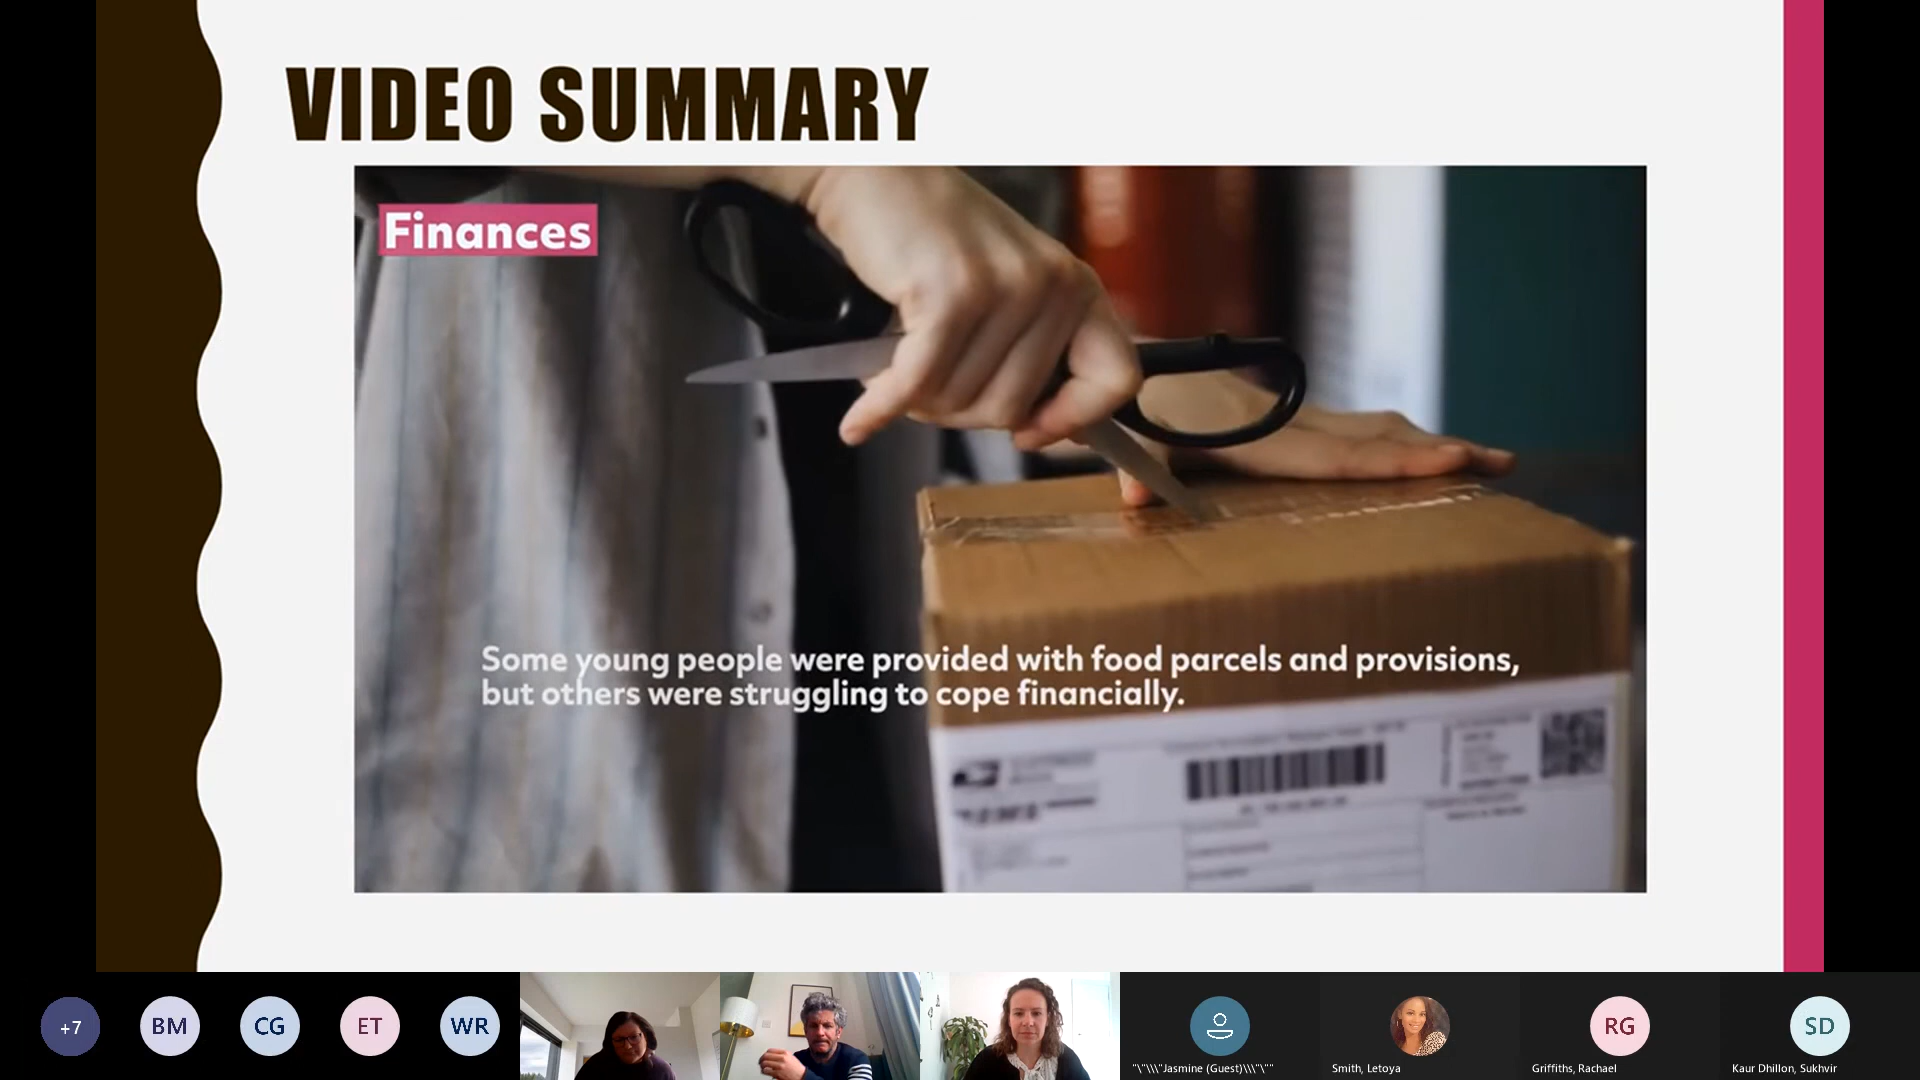 VIDEO SUMMARY
Finances
Some young people were provided with food parcels and provisions,
but others were struggling to cope financially.
+7
BM
CG
ET
WR
RG
SD
"\"\\\"Jasmine (Guest)\\\"\""
Smith, Letoya
Griffiths, Rachael
Kaur Dhillon, Sukhvir